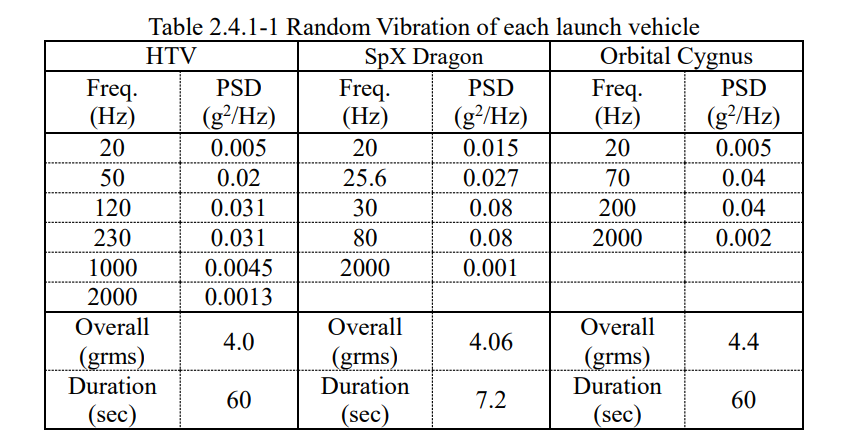 Table 2.4.1-1 Random Vibration of each launch vehicle
HTV SpX Dragon Orbital Cygnus
Freq. PSD Freq. PSD Freq. PSD
(Hz) (g²/Hz) (Hz) (g²/Hz) (Hz) (g²/Hz)
20 0.005 20 0.015 20 0.005
50 0.02 25.6 0.027 70 0.04
120 0.031 30 0.08 200 0.04
230 0.031 80 0.08 2000 0.002
1000 0.0045 2000 0.001
2000 0.0013
Overall Overall Overall
(grms) 4.0 (grms) 4.06 (grms) 4.4
Duration Duration Duration
(sec) 60 (sec) 7.2 (sec) 60